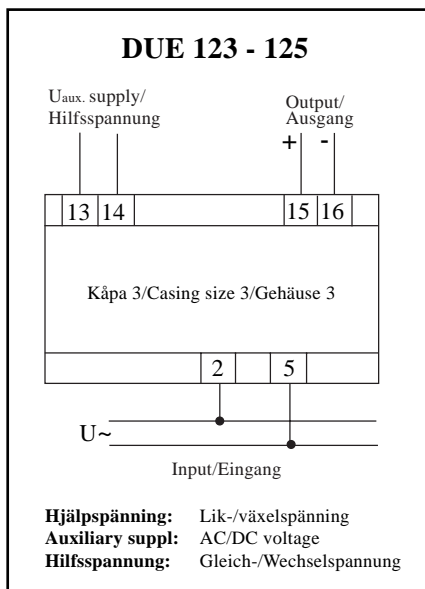 DUE 123 - 125
Uaux. supply/
Hilfsspannung
Output/
Ausgang
+ -
13 14 15 16
Kåpa 3/Casing size 3/Gehäuse 3
2 5
U~
Input/Eingang
Hjälpspänning: Lik-/växelspänning
Auxiliary suppl: AC/DC voltage
Hilfsspannung: Gleich-/Wechselspannung